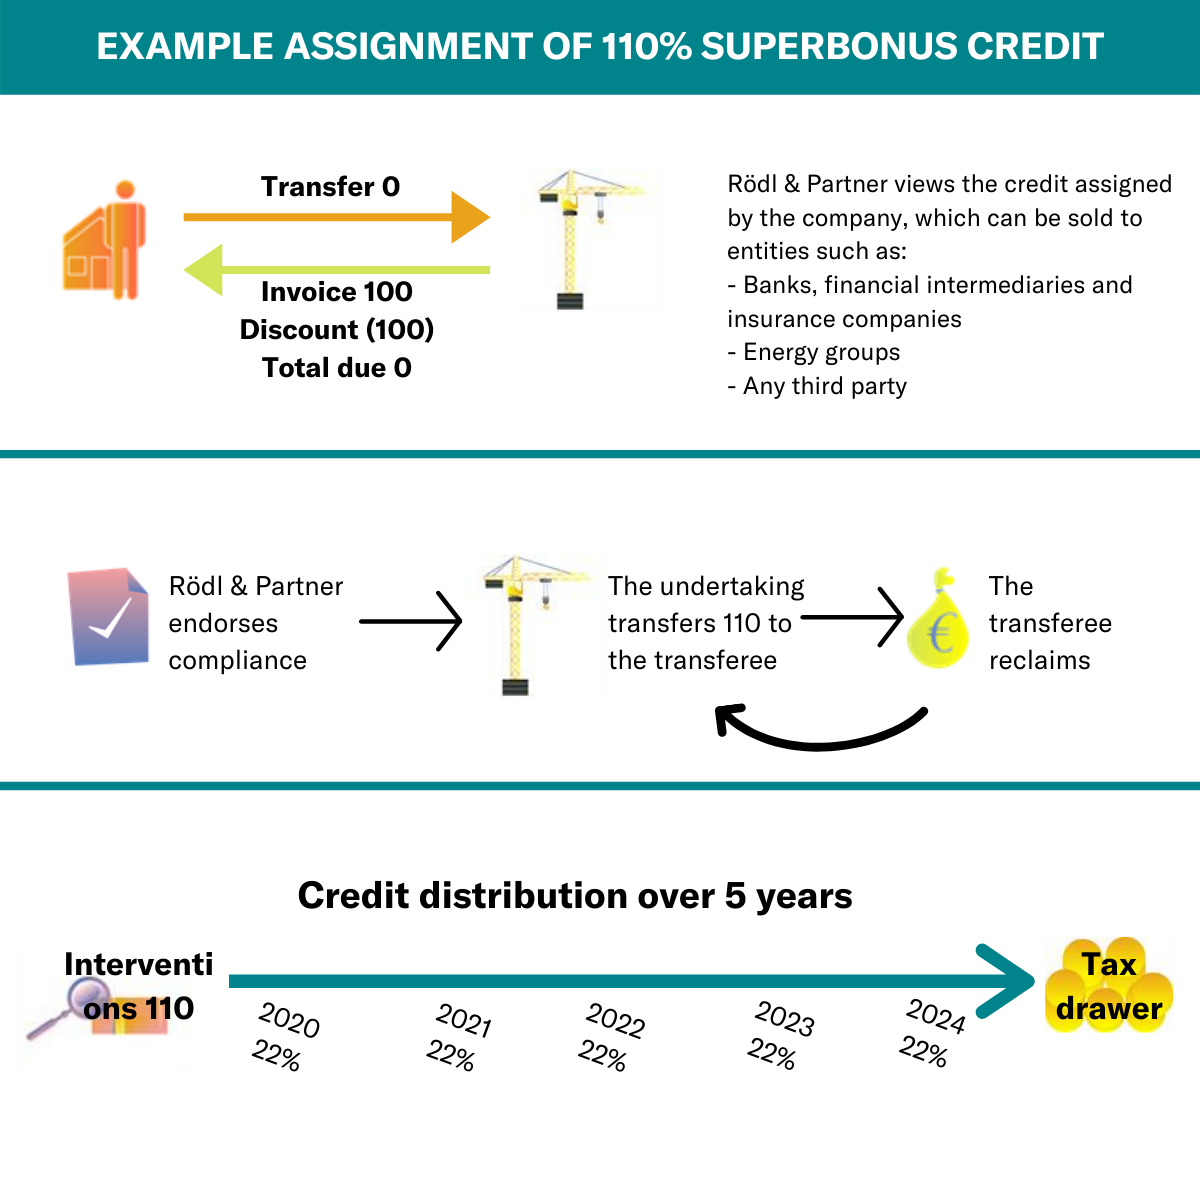 EXAMPLE ASSIGNMENT OF 110% SUPERBONUS CREDIT
Transfer 0
Invoice 100
Discount (100)
Total due 0
Rödl & Partner views the credit assigned
by the company, which can be sold to
entities such as:
- Banks, financial intermediaries and
insurance companies
- Energy groups
- Any third party
Rödl & Partner
endorses
compliance
The undertaking
transfers 110 to
the transferee
€
The
transferee
reclaims
Credit distribution over 5 years
Interventi
ons 110
2020
22%
2021
22%
2022
22%
2023
22%
2024
22%
Tax
drawer